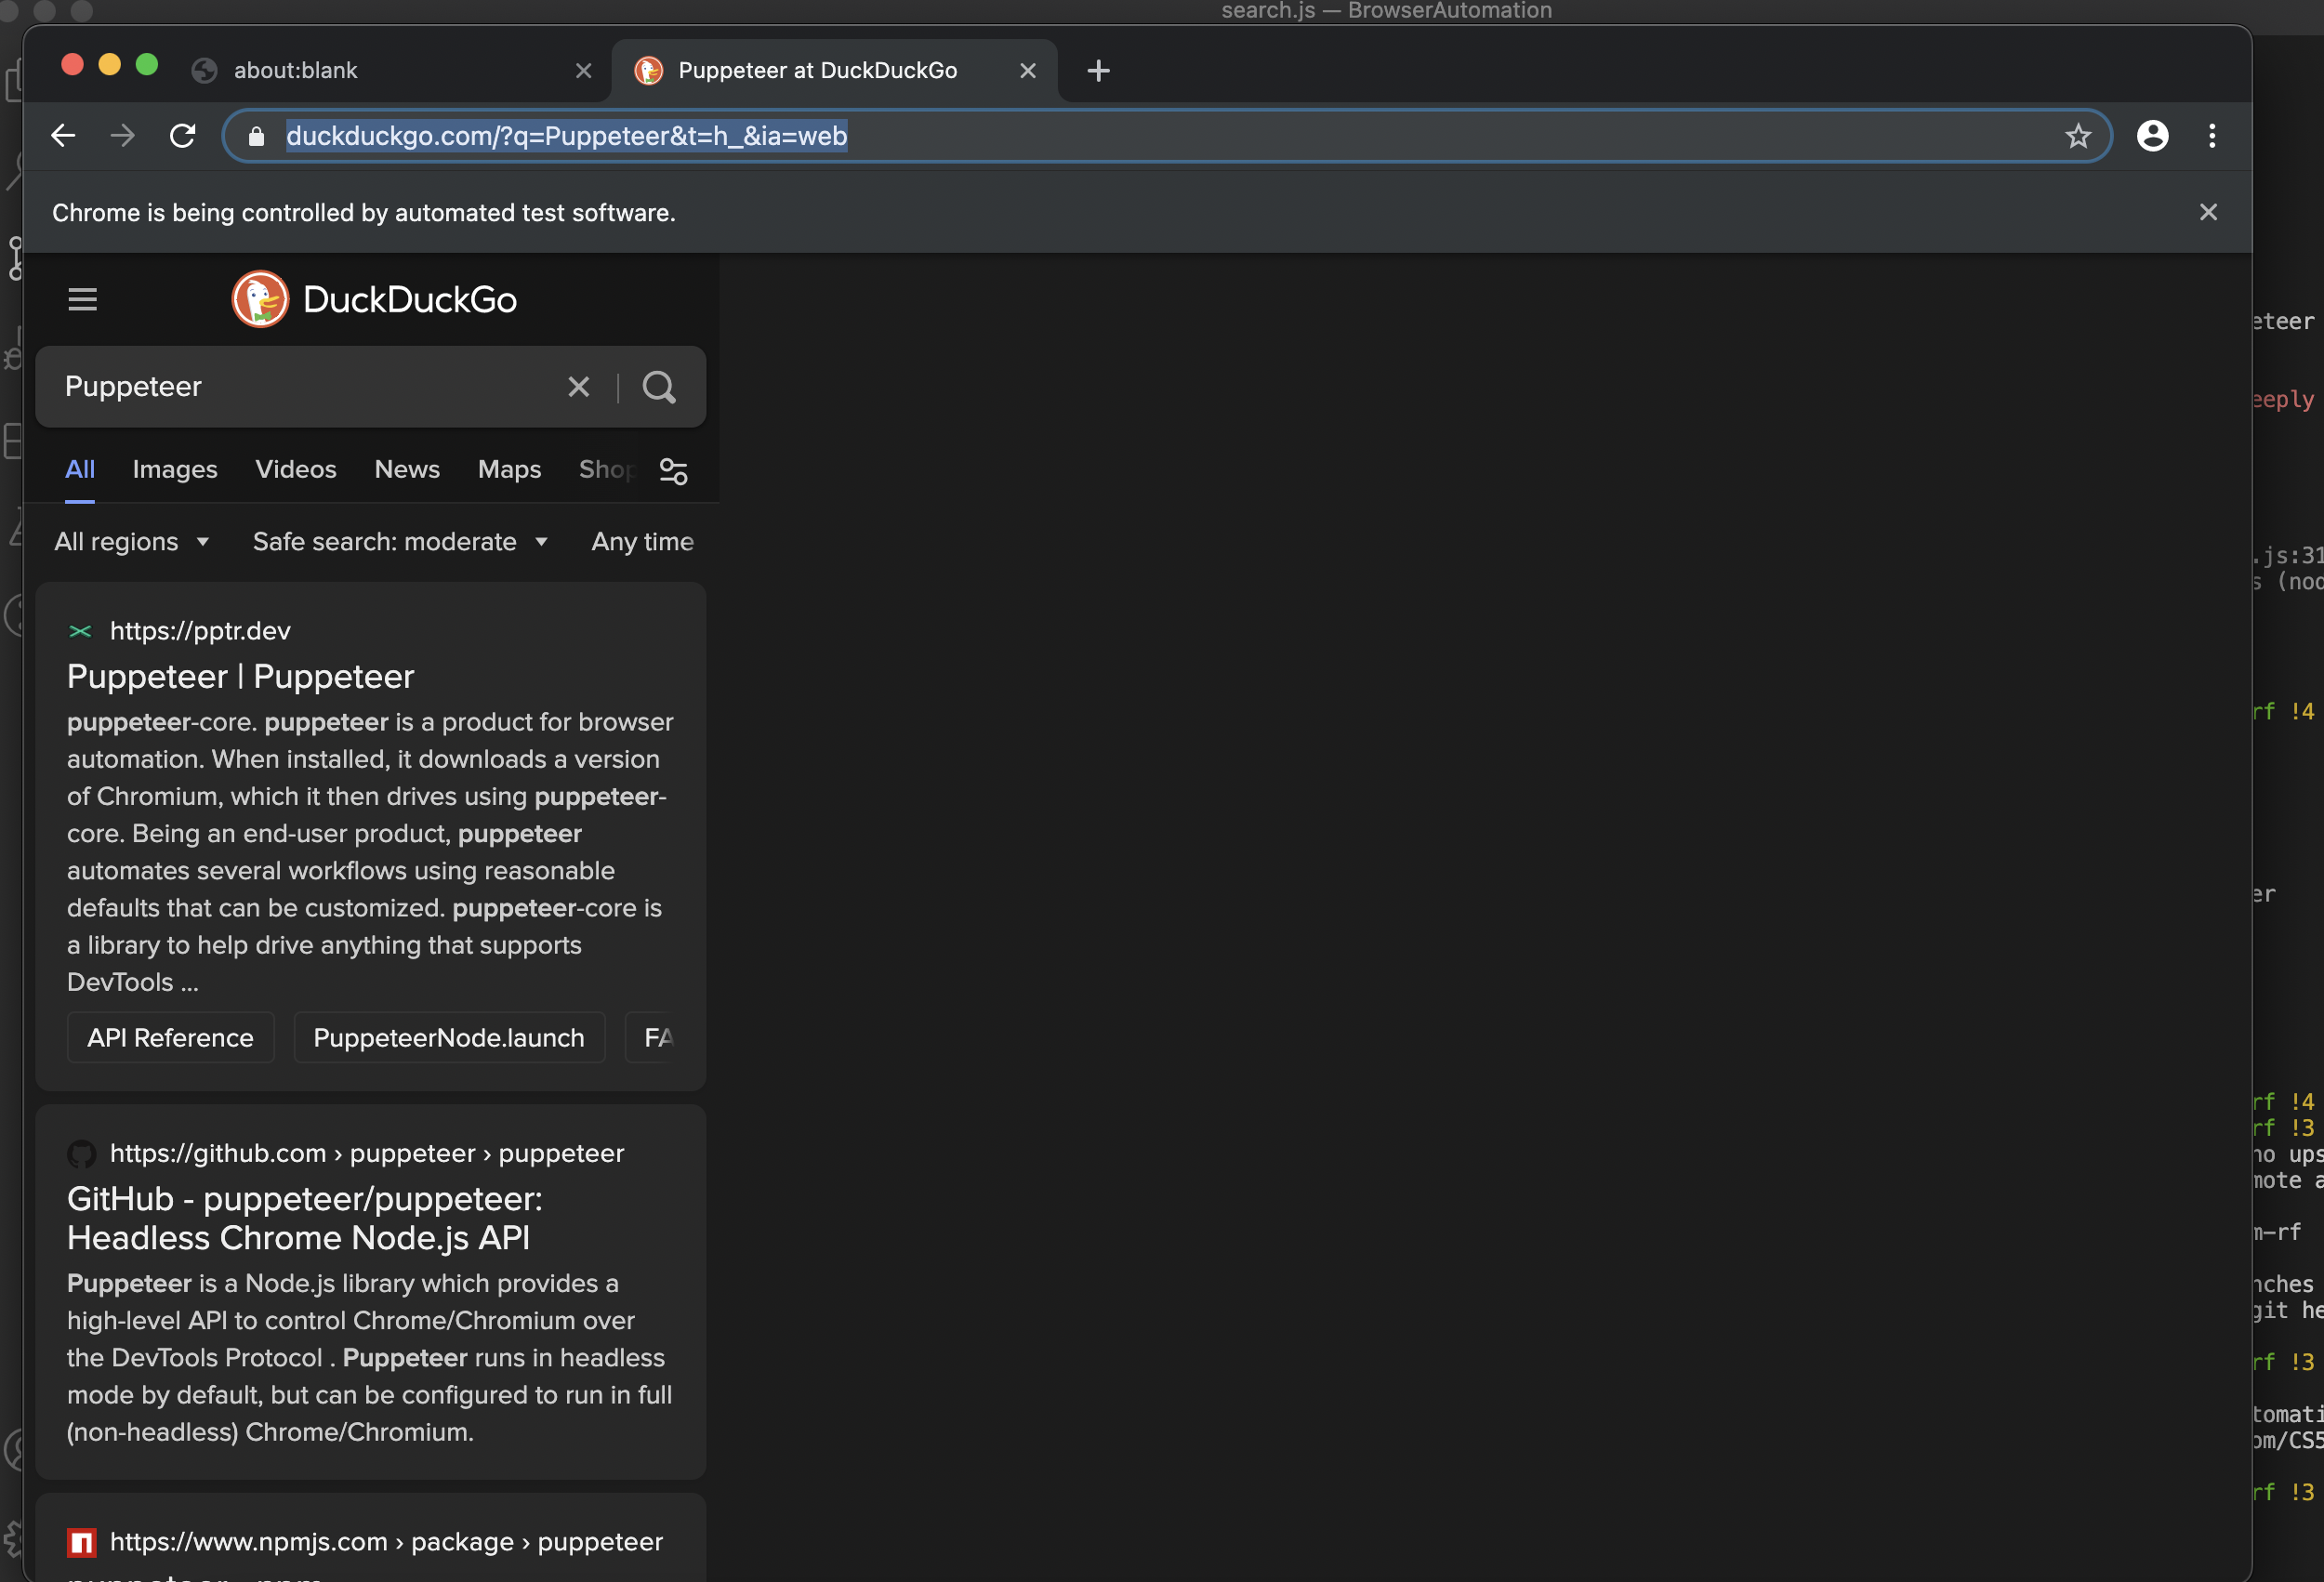 search.js — BrowserAutomation
about:blank
Puppeteer at DuckDuckGo
duckduckgo.com/?q=Puppeteer&t=h_&ia=web
Chrome is being controlled by automated test software.
DuckDuckGo
Puppeteer
All Images Videos News Maps Shop
All regions Safe search: moderate Any time
https://pptr.dev
Puppeteer | Puppeteer
puppeteer-core. puppeteer is a product for browser
automation. When installed, it downloads a version
of Chromium, which it then drives using puppeteer-
core. Being an end-user product, puppeteer
automates several workflows using reasonable
defaults that can be customized. puppeteer-core is
a library to help drive anything that supports
DevTools ...
API Reference PuppeteerNode.launch FA
https://github.com › puppeteer › puppeteer
GitHub - puppeteer/puppeteer:
Headless Chrome Node.js API
Puppeteer is a Node.js library which provides a
high-level API to control Chrome/Chromium over
the DevTools Protocol . Puppeteer runs in headless
mode by default, but can be configured to run in full
(non-headless) Chrome/Chromium.
https://www.npmjs.com › package › puppeteer
eteer
eeply
.js:31
s (nod
rf !4
er
rf !4
rf !3
no ups
mote a
m-rf
nches
git he
rf !3
tomati
om/CS5
rf !3